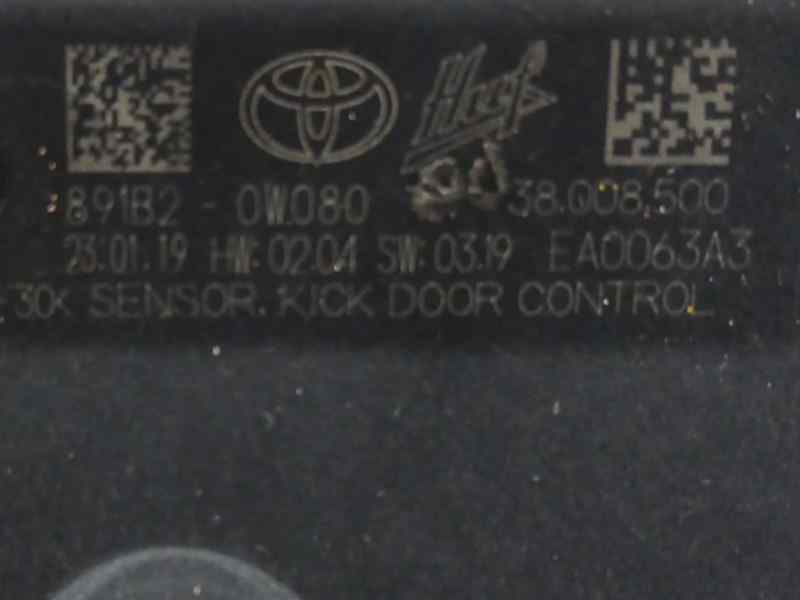 Huf
891B2 - 0W080 38.008.500
23.01.19 HW: 02.04 SW: 03.19 EA0063A3
SENSOR, KICK DOOR CONTROL